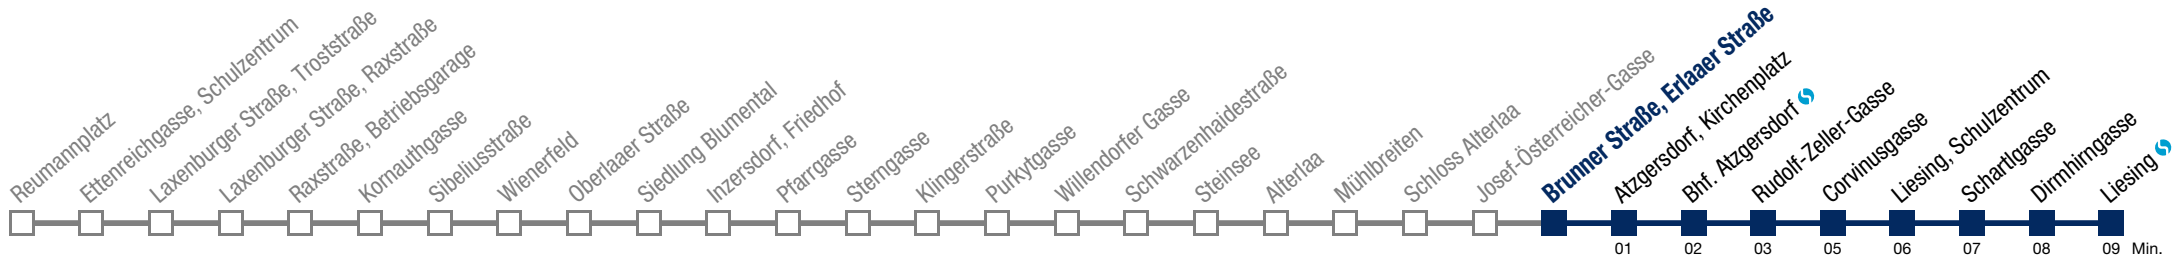 Reumannplatz
Ettenreichgasse, Schulzentrum
Laxenburger Straße, Troststraße
Laxenburger Straße, Raxstraße
Raxstraße, Betriebsgarage
Kornauthgasse
Sibeliusstraße
Wienerfeld
Oberlaaer Straße
Siedlung Blumental
Inzersdorf, Friedhof
Pfarrgasse
Sterngasse
Klingerstraße
Purkytgasse
Willendorfer Gasse
Schwarzenhaidestraße
Steinsee
Alterlaa
Mühlbreiten
Schloss Alterlaa
Josef-Österreicher-Gasse
Brunner Straße, Erlaaer Straße
Atzgersdorf, Kirchenplatz
Bhf. Atzgersdorf
Rudolf-Zeller-Gasse
Corvinusgasse
Liesing, Schulzentrum
Schartlgasse
Dirmhirngasse
Liesing
01 02 03 05 06 07 08 09 Min.